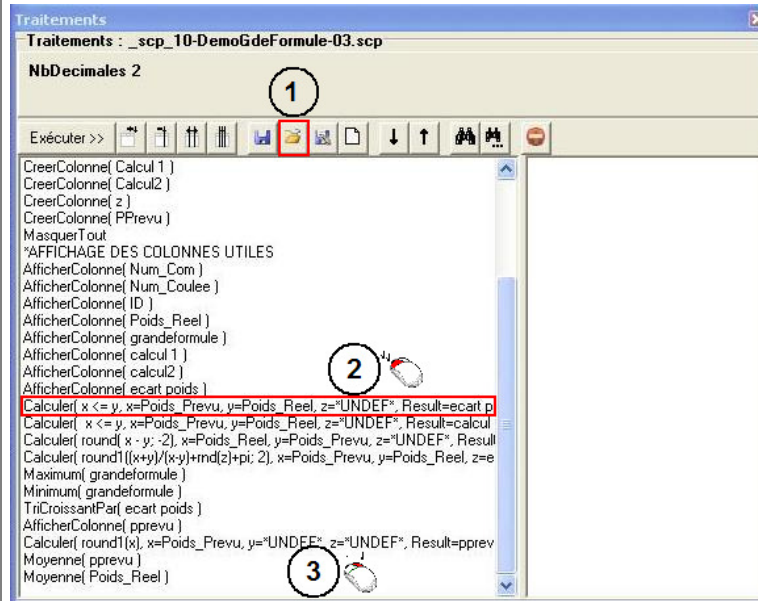 Traitements
Traitements : _scp_10-DemoGdeFormule-03.scp
NbDecimales 2
1
Exécuter >>
CreerColonne( Calcul 1 )
CreerColonne( Calcul2 )
CreerColonne( z )
CreerColonne( PPrevu )
MasquerTout
*AFFICHAGE DES COLONNES UTILES
AfficherColonne( Num_Com )
AfficherColonne( Num_Coulee )
AfficherColonne( ID )
AfficherColonne( Poids_Reel )
AfficherColonne( grandeformule )
AfficherColonne( calcul 1 )
AfficherColonne( calcul2 )
2
AfficherColonne( ecart poids )
Calculer( x <= y, x=Poids_Prevu, y=Poids_Reel, z=*UNDEF*, Result=ecart p
Calculer(  x <= y, x=Poids_Prevu, y=Poids_Reel, z=*UNDEF*, Result=calcul
Calculer( round( x - y; -2), x=Poids_Reel, y=Poids_Prevu, z=*UNDEF*, Result
Calculer( round1((x+y)/(x-y)+rnd(z)+pi; 2), x=Poids_Prevu, y=Poids_Reel, z=e
Maximum( grandeformule )
Minimum( grandeformule )
TriCroissantPar( ecart poids )
AfficherColonne( pprevu )
Calculer( round1(x), x=Poids_Prevu, y=*UNDEF*, z=*UNDEF*, Result=pprev
Moyenne( pprevu )
3
Moyenne( Poids_Reel )